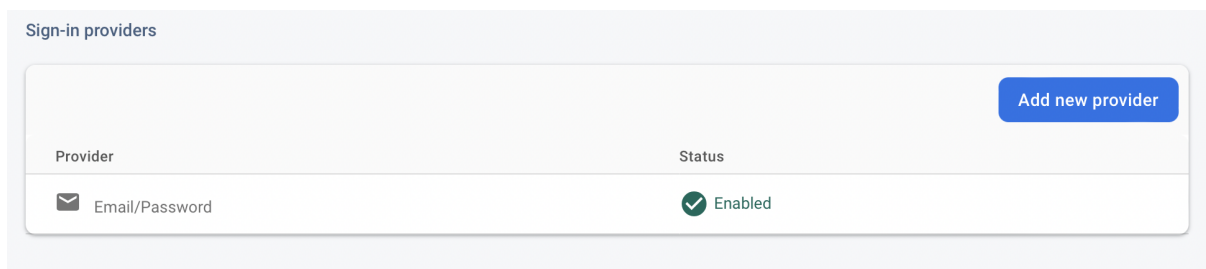 Sign-in providers
Add new provider
Provider Status
Email/Password Enabled